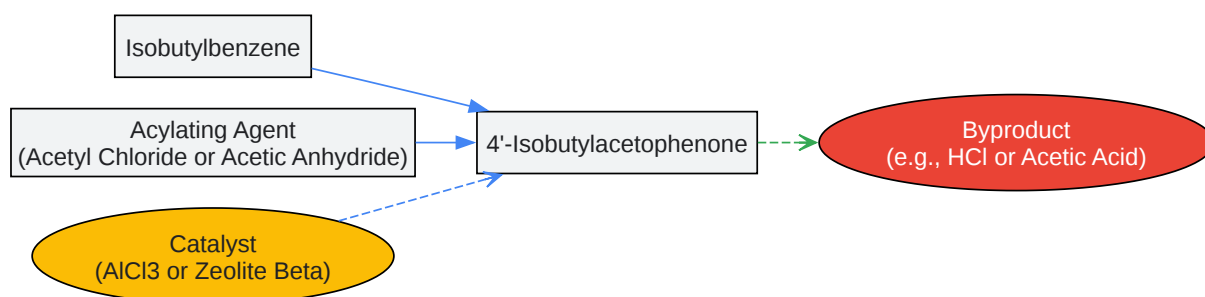 Isobutylbenzene
Acylating Agent
(Acetyl Chloride or Acetic Anhydride)
4'-Isobutylacetophenone
Byproduct
(e.g., HCl or Acetic Acid)
Catalyst
(AlCl3 or Zeolite Beta)